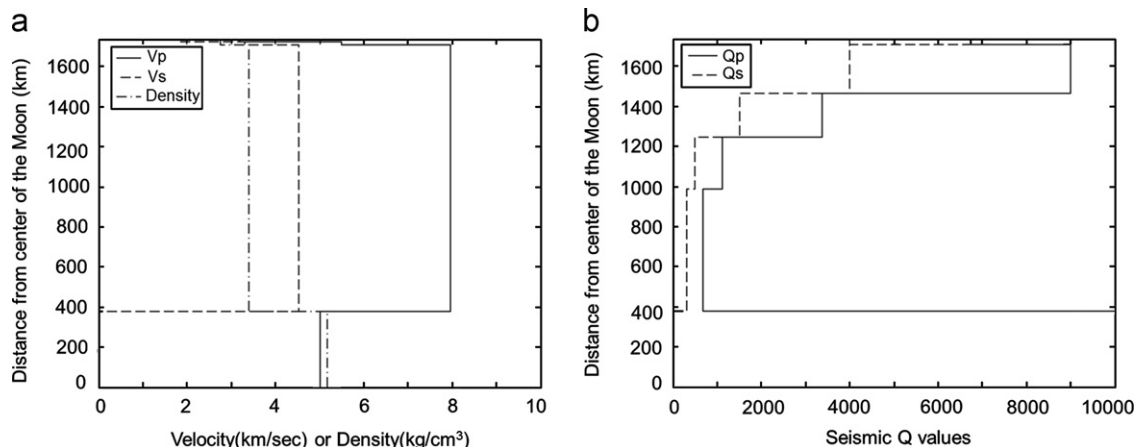 a
Vp
Vs
Density
Distance from center of the Moon (km)
1600
1400
1200
1000
800
600
400
200
0
0 2 4 6 8 10
Velocity(km/sec) or Density(kg/cm³)
b
Qp
Qs
Distance from center of the Moon (km)
1600
1400
1200
1000
800
600
400
200
0
0 2000 4000 6000 8000 10000
Seismic Q values